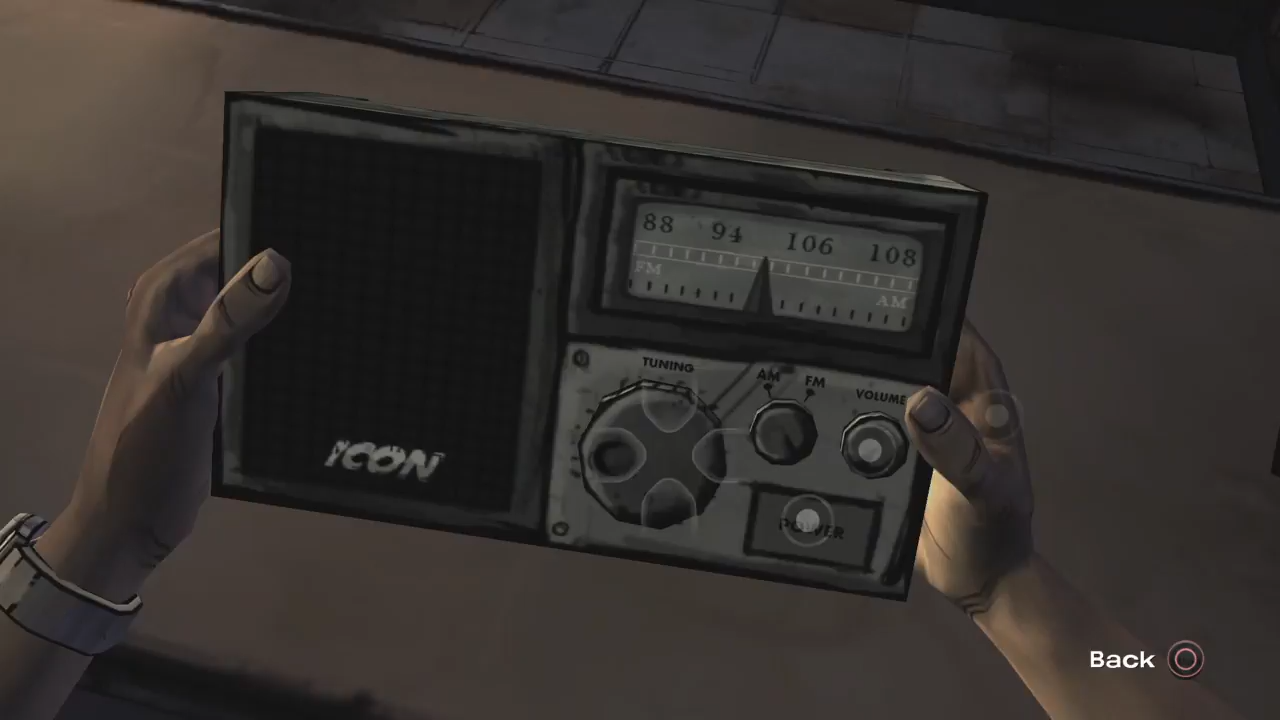 88 94 106 108
FM
AM
TUNING
AM FM
VOLUME
ICON
POWER
Back